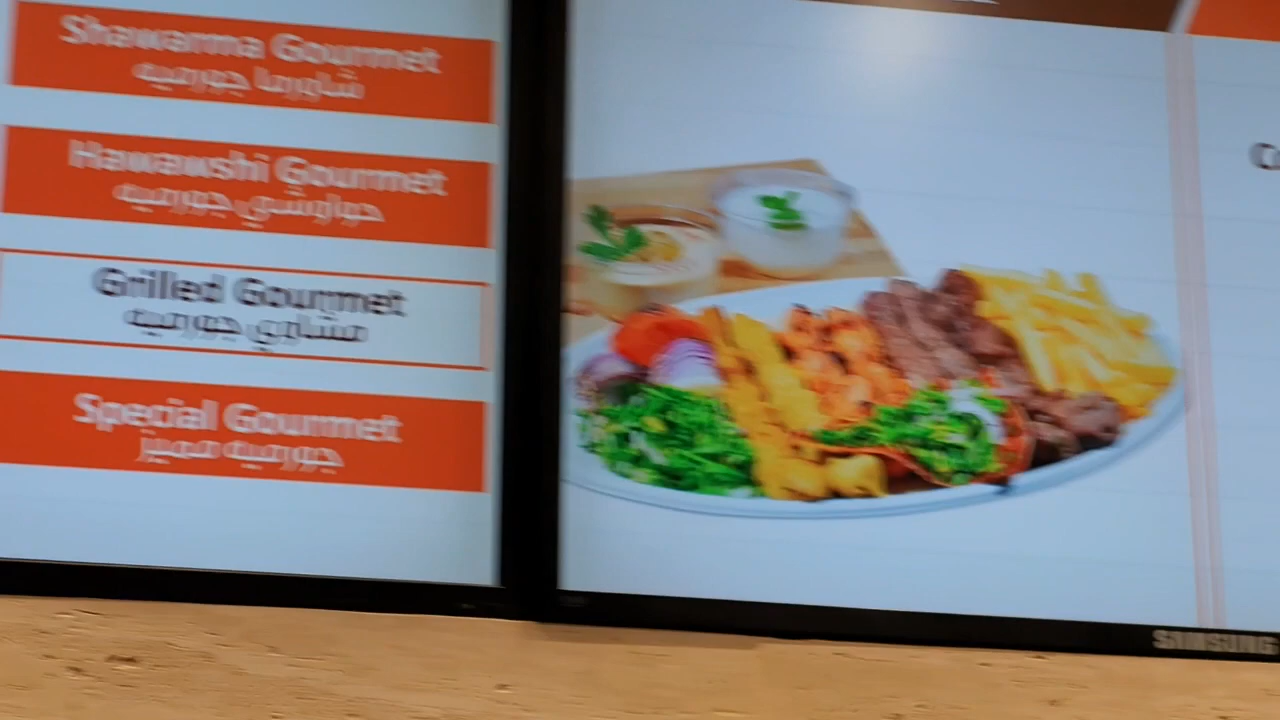 Shawarma Gourmet
شاورما جورميه
Hawawshi Gourmet
حواوشي جورميه
Grilled Gourmet
مشاوي جورميه
Special Gourmet
جورميه مميز
SAMSUNG